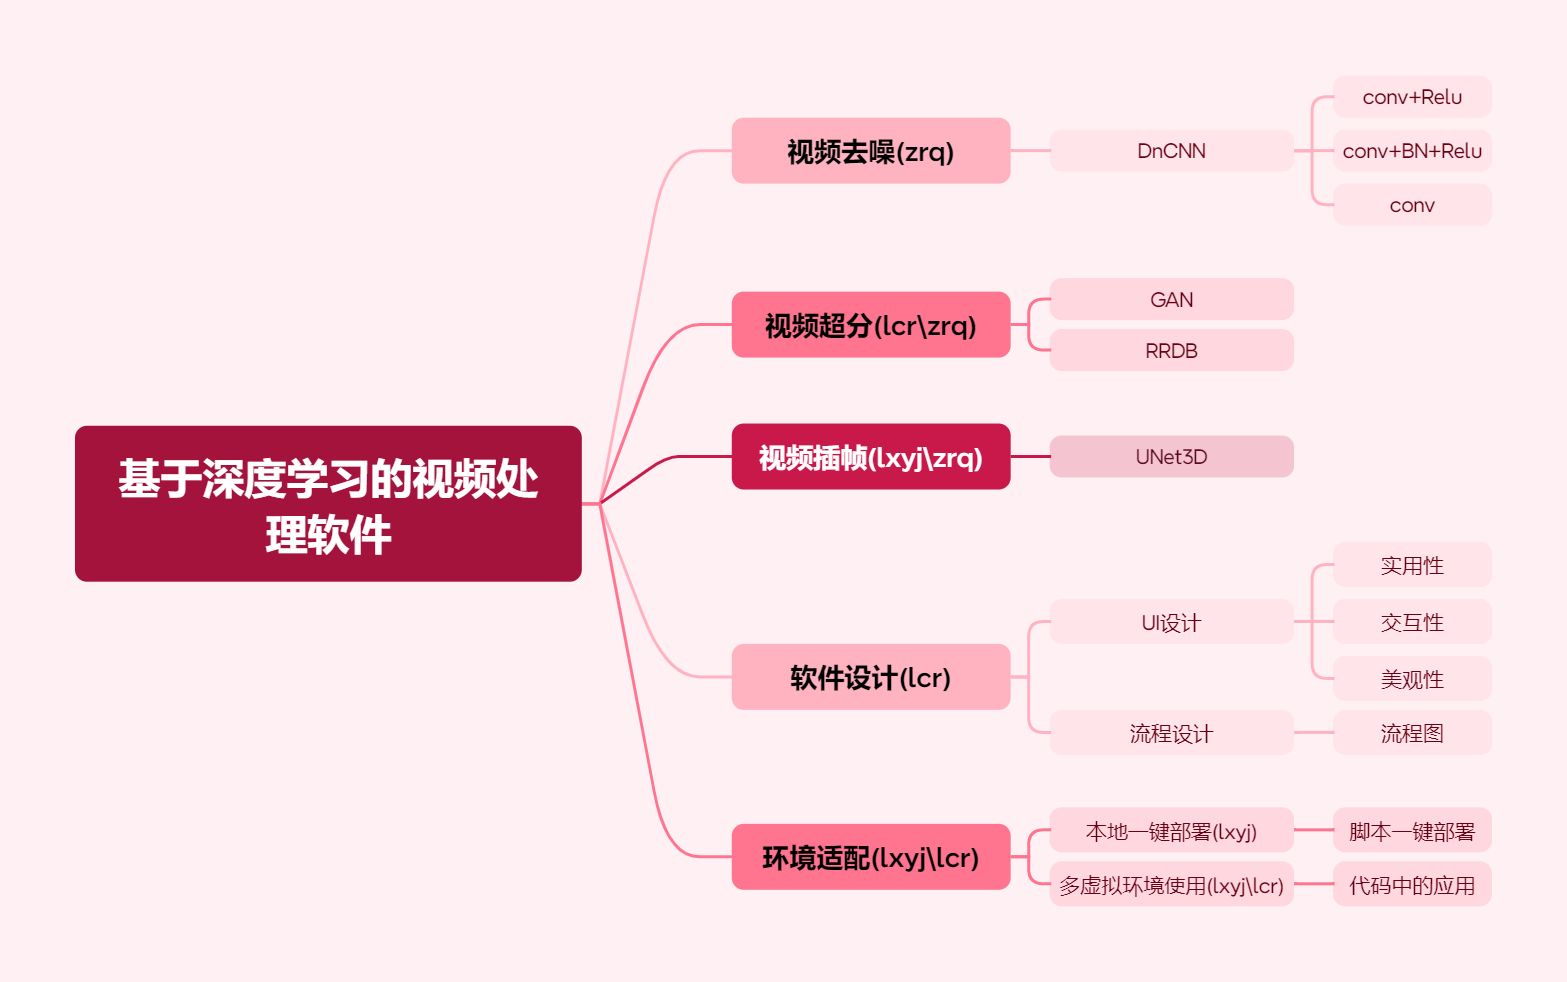 基于深度学习的视频处
理软件
视频去噪(zrq)
DnCNN
conv+Relu
conv+BN+Relu
conv
视频超分(lcr\zrq)
GAN
RRDB
视频插帧(lxyj\zrq)
UNet3D
软件设计(lcr)
UI设计
实用性
交互性
美观性
流程设计
流程图
环境适配(lxyj\lcr)
本地一键部署(lxyj)
脚本一键部署
多虚拟环境使用(lxyj\lcr)
代码中的应用